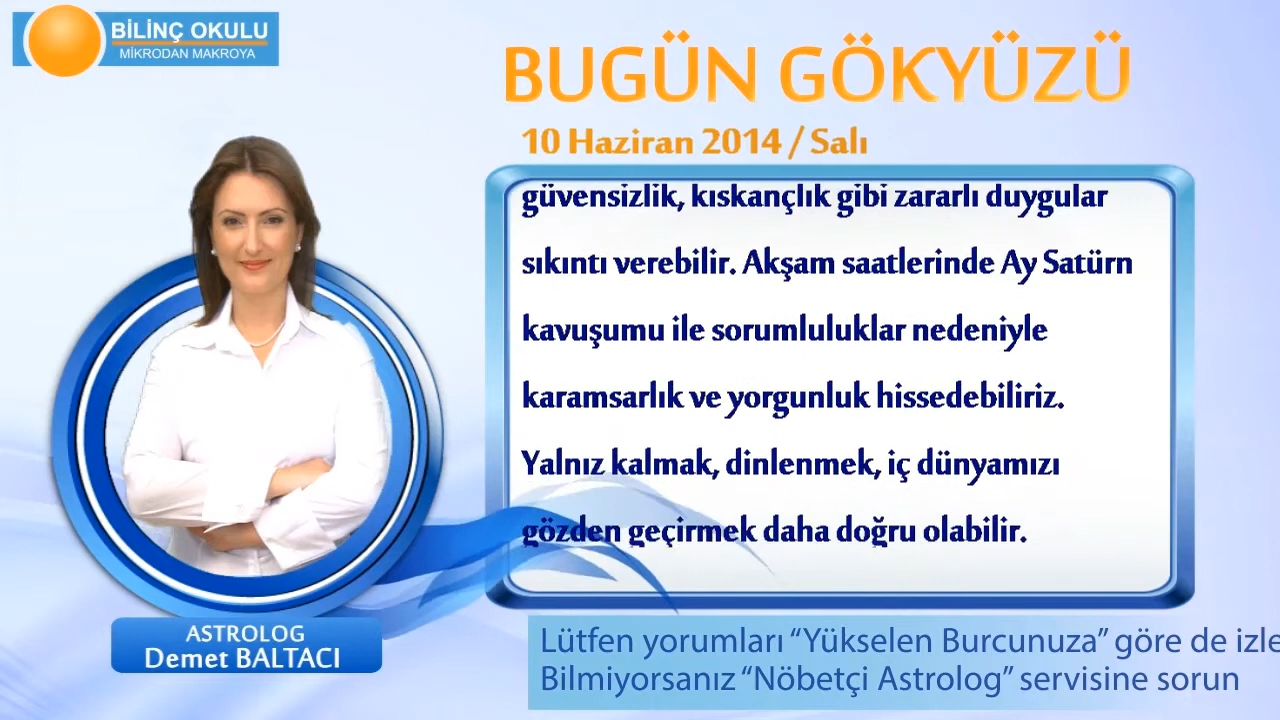 BİLİNÇ OKULU
MİKRODAN MAKROYA
BUGÜN GÖKYÜZÜ
10 Haziran 2014 / Salı
güvensizlik, kıskançlık gibi zararlı duygular
sıkıntı verebilir. Akşam saatlerinde Ay Satürn
kavuşumu ile sorumluluklar nedeniyle
karamsarlık ve yorgunluk hissedebiliriz.
Yalnız kalmak, dinlenmek, iç dünyamızı
gözden geçirmek daha doğru olabilir.
ASTROLOG
Demet BALTACI
Lütfen yorumları “Yükselen Burcunuza” göre de izle
Bilmiyorsanız “Nöbetçi Astrolog” servisine sorun